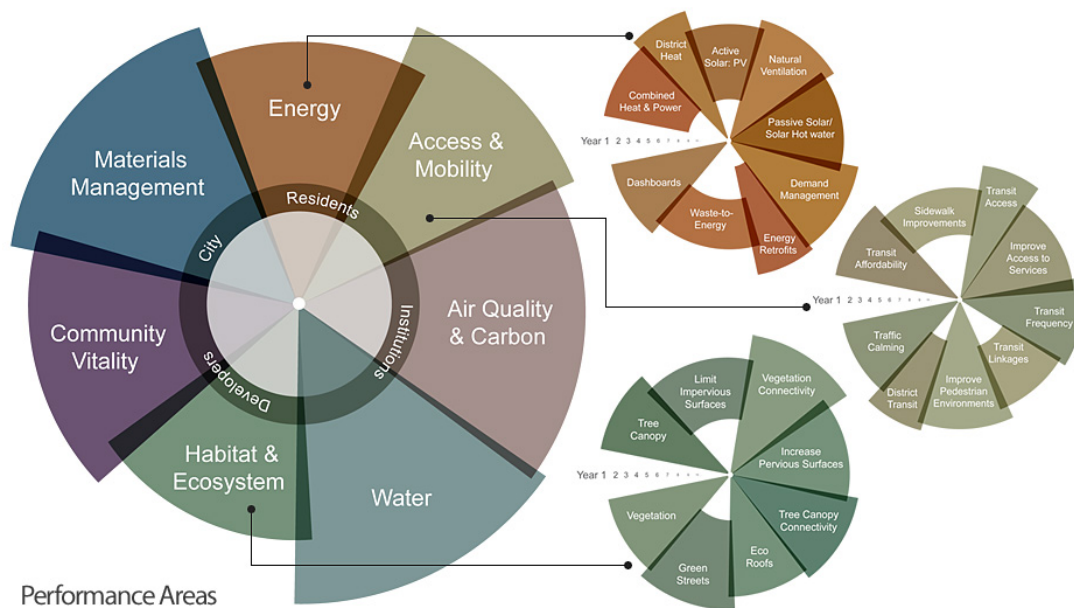 Materials
Management
Energy
Access &
Mobility
Air Quality
& Carbon
Water
Habitat &
Ecosystem
Community
Vitality
City
Residents
Institutions
Developers
Combined
Heat & Power
District
Heat
Active
Solar: PV
Natural
Ventilation
Passive Solar/
Solar Hot water
Demand
Management
Energy
Retrofits
Waste-to-
Energy
Dashboards
Year 1 2 3 4 5 6 7
Transit
Affordability
Sidewalk
Improvements
Transit
Access
Improve
Access to
Services
Transit
Frequency
Transit
Linkages
Improve
Pedestrian
Environments
District
Transit
Traffic
Calming
Year 1 2 3 4 5 6 7
Tree
Canopy
Limit
Impervious
Surfaces
Vegetation
Connectivity
Increase
Pervious Surfaces
Tree Canopy
Connectivity
Eco
Roofs
Green
Streets
Vegetation
Year 1 2 3 4 5 6 7
Performance Areas